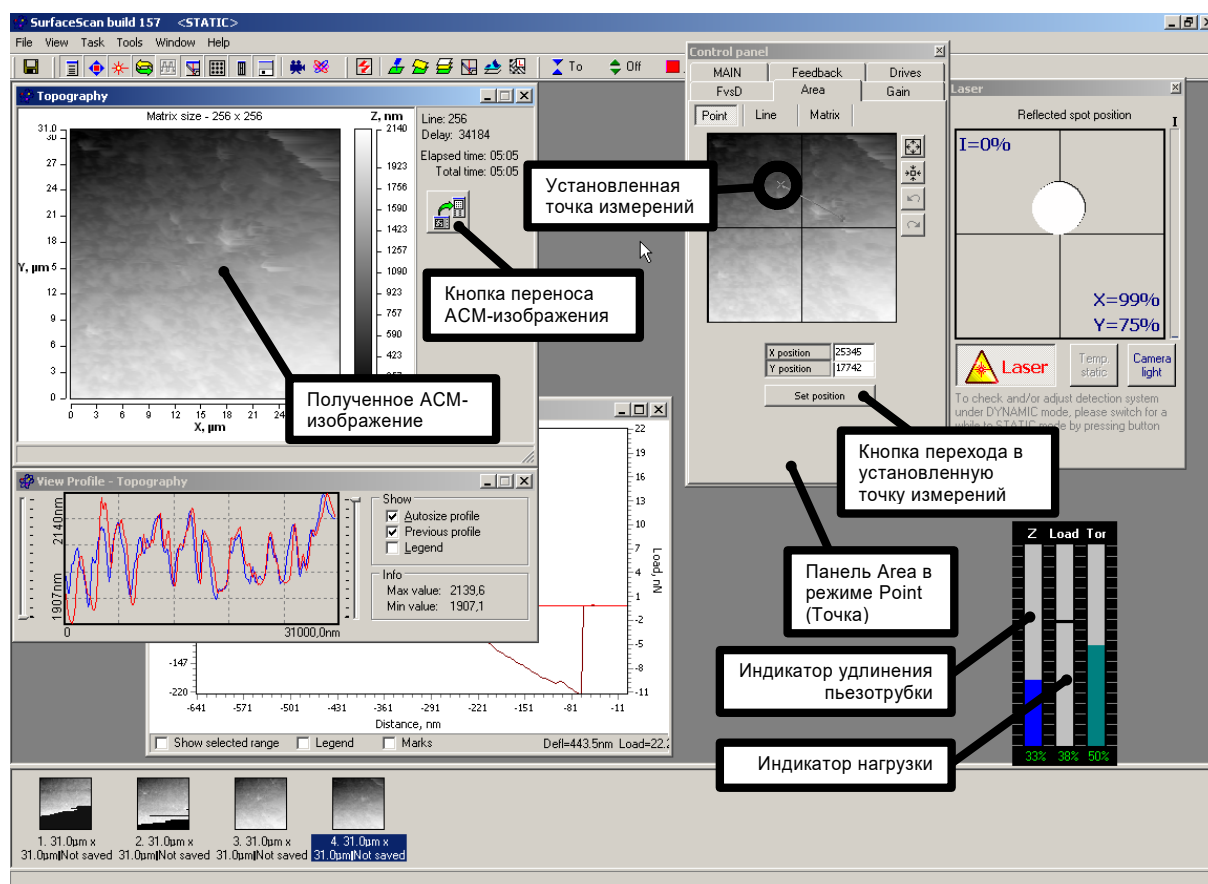 SurfaceScan build 157 <STATIC>
File View Task Tools Window Help
To Off
Topography
Matrix size - 256 x 256
Z, nm
31.0
30
27
24
21
18
Y, µm
12
9
6
3
0
0 3 6 9 12 15 18 21 24
X, µm
2140
1923
1756
1590
1423
1257
1090
923
757
590
423
Line: 256
Delay: 34184
Elapsed time: 05:05
Total time: 05:05
Control panel
MAIN Feedback Drives
FvsD Area Gain
Point Line Matrix
X position 25345
Y position 17742
Set position
Laser
Reflected spot position
I
I=0%
X=99%
Y=75%
Laser
Temp. static
Camera light
To check and/or adjust detection system
under DYNAMIC mode, please switch for a
while to STATIC mode by pressing button
Установленная
точка измерений
Кнопка переноса
АСМ-изображения
Полученное АСМ-
изображение
Кнопка перехода в
установленную
точку измерений
Панель Area в
режиме Point
(Точка)
Индикатор удлинения
пьезотрубки
Индикатор нагрузки
View Profile - Topography
2140nm
1907nm
0 31000,0nm
Show
Autosize profile
Previous profile
Legend
Info
Max value: 2139,6
Min value: 1907,1
22
19
16
13
10
7
4
1
-2
-5
-8
-11
Load, nN
-147
-220
-641 -571 -501 -431 -361 -291 -221 -151 -81 -11
Distance, nm
Show selected range Legend Marks Defl=443.5nm Load=22.2
Z Load Tor
33% 38% 50%
1. 31.0µm x
31.0µm|Not saved
2. 31.0µm x
31.0µm|Not saved
3. 31.0µm x
31.0µm|Not saved
4. 31.0µm x
31.0µm|Not saved